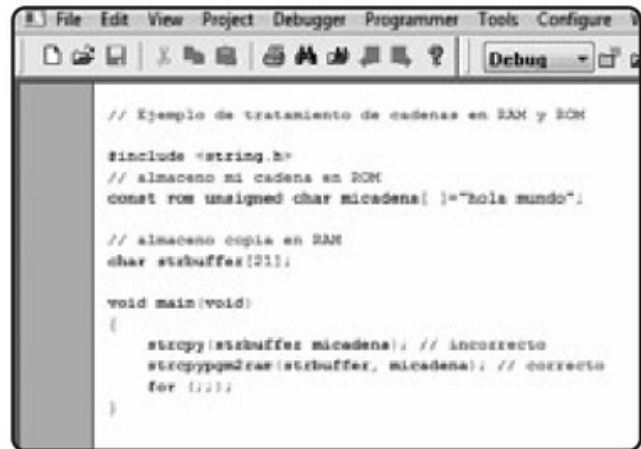 File Edit View Project Debugger Programmer Tools Configure
Debug
// Ejemplo de tratamiento de cadenas en RAM y ROM
#include <string.h>
// almaceno mi cadena en ROM
const rom unsigned char micadena[ ]="hola mundo";
// almaceno copia en RAM
char strbuffer[21];
void main(void)
{
strcpy(strbuffer micadena); // incorrecto
strcpypgm2ram(strbuffer, micadena); // correcto
for (;;);
}